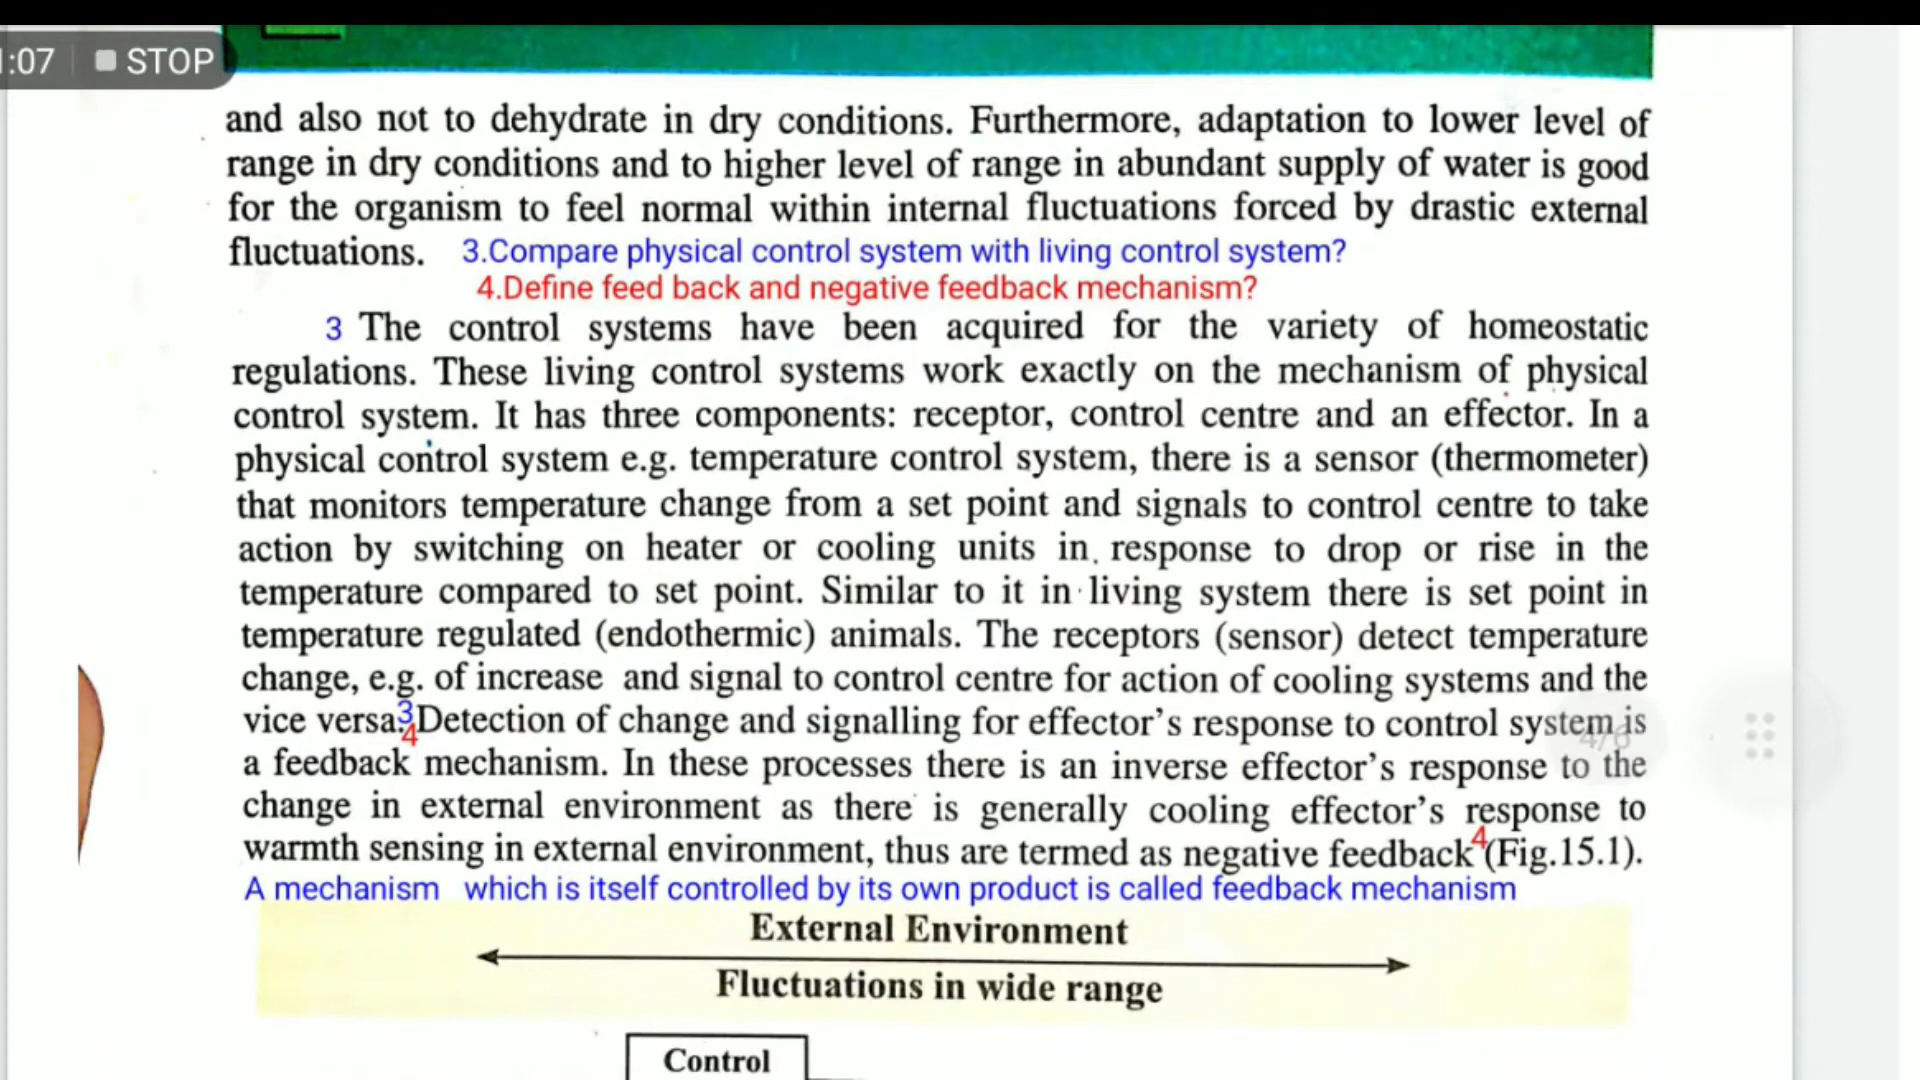 :07 STOP
and also not to dehydrate in dry conditions. Furthermore, adaptation to lower level of
range in dry conditions and to higher level of range in abundant supply of water is good
for the organism to feel normal within internal fluctuations forced by drastic external
fluctuations. 3.Compare physical control system with living control system?
4.Define feed back and negative feedback mechanism?
3 The control systems have been acquired for the variety of homeostatic
regulations. These living control systems work exactly on the mechanism of physical
control system. It has three components: receptor, control centre and an effector. In a
physical control system e.g. temperature control system, there is a sensor (thermometer)
that monitors temperature change from a set point and signals to control centre to take
action by switching on heater or cooling units in response to drop or rise in the
temperature compared to set point. Similar to it in living system there is set point in
temperature regulated (endothermic) animals. The receptors (sensor) detect temperature
change, e.g. of increase and signal to control centre for action of cooling systems and the
vice versa.3 4 Detection of change and signalling for effector's response to control system is
4/6
a feedback mechanism. In these processes there is an inverse effector's response to the
change in external environment as there is generally cooling effector's response to
warmth sensing in external environment, thus are termed as negative feedback 4 (Fig.15.1).
A mechanism which is itself controlled by its own product is called feedback mechanism
External Environment
Fluctuations in wide range
Control